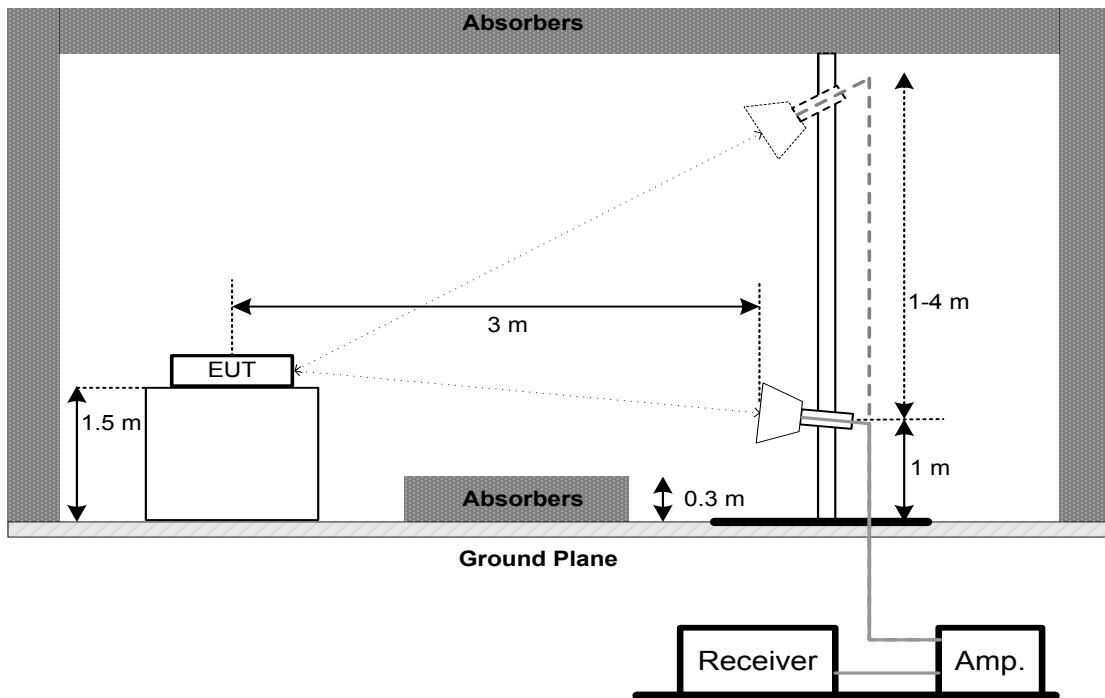 Absorbers
1-4 m
3 m
EUT
1.5 m
1 m
Absorbers
0.3 m
Ground Plane
Receiver
Amp.